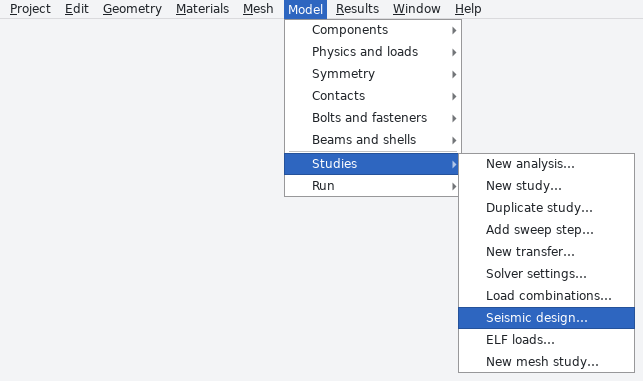 Project Edit Geometry Materials Mesh Model Results Window Help
Components
Physics and loads
Symmetry
Contacts
Bolts and fasteners
Beams and shells
Studies
Run
New analysis...
New study...
Duplicate study...
Add sweep step...
New transfer...
Solver settings...
Load combinations...
Seismic design...
ELF loads...
New mesh study...